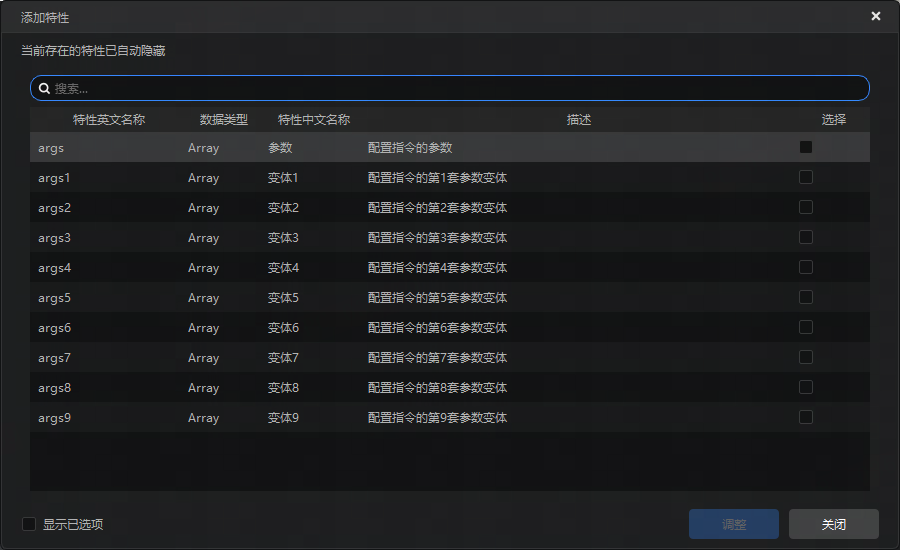 添加特性
当前存在的特性已自动隐藏
搜索...
特性英文名称 数据类型 特性中文名称 描述 选择
args Array 参数 配置指令的参数
args1 Array 变体1 配置指令的第1套参数变体
args2 Array 变体2 配置指令的第2套参数变体
args3 Array 变体3 配置指令的第3套参数变体
args4 Array 变体4 配置指令的第4套参数变体
args5 Array 变体5 配置指令的第5套参数变体
args6 Array 变体6 配置指令的第6套参数变体
args7 Array 变体7 配置指令的第7套参数变体
args8 Array 变体8 配置指令的第8套参数变体
args9 Array 变体9 配置指令的第9套参数变体
显示已选项 调整 关闭